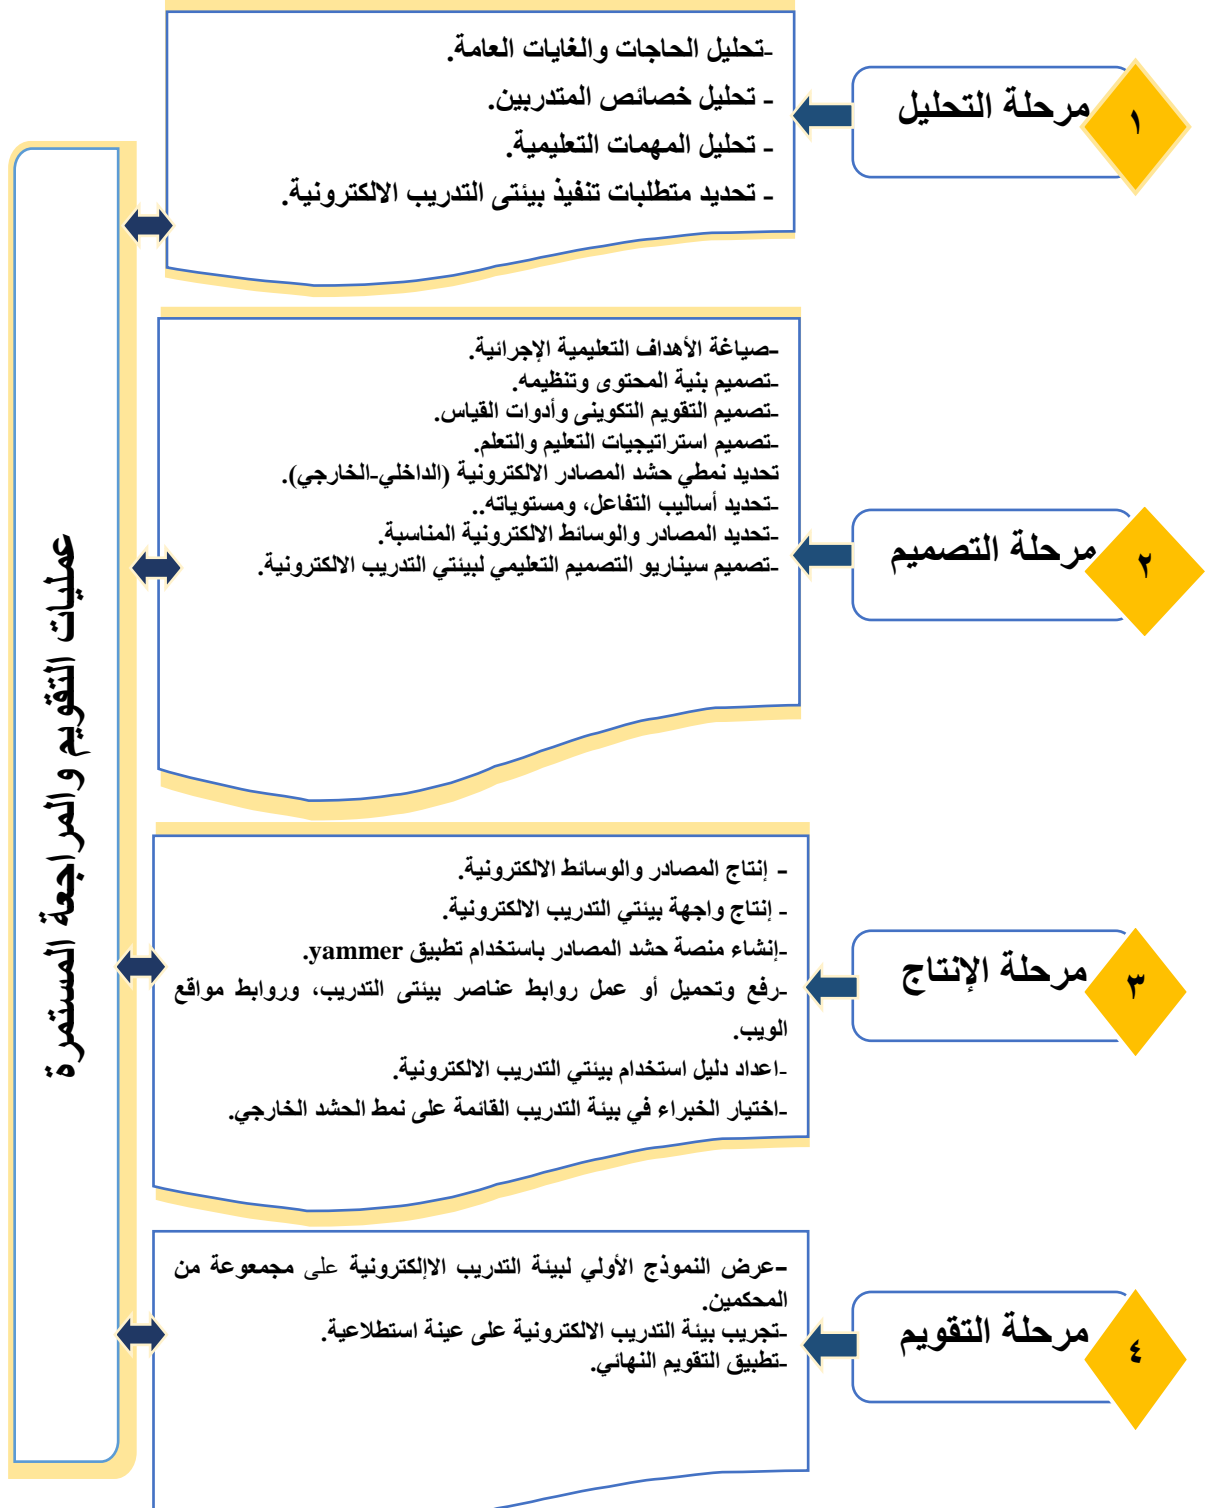 ١
مرحلة التحليل
-تحليل الحاجات والغايات العامة.
- تحليل خصائص المتدربين.
- تحليل المهمات التعليمية.
- تحديد متطلبات تنفيذ بيئتى التدريب الالكترونية.
٢
مرحلة التصميم
-صياغة الأهداف التعليمية الإجرائية.
-تصميم بنية المحتوى وتنظيمه.
-تصميم التقويم التكوينى وأدوات القياس.
-تصميم استراتيجيات التعليم والتعلم.
تحديد نمطي حشد المصادر الالكترونية (الداخلي-الخارجي).
-تحديد أساليب التفاعل، ومستوياته..
-تحديد المصادر والوسائط الالكترونية المناسبة.
-تصميم سيناريو التصميم التعليمي لبيئتي التدريب الالكترونية.
٣
مرحلة الإنتاج
- إنتاج المصادر والوسائط الالكترونية.
- إنتاج واجهة بيئتي التدريب الالكترونية.
-إنشاء منصة حشد المصادر باستخدام تطبيق yammer.
-رفع وتحميل أو عمل روابط عناصر بيئتى التدريب، وروابط مواقع
الويب.
-اعداد دليل استخدام بيئتي التدريب الالكترونية.
-اختيار الخبراء في بيئة التدريب القائمة على نمط الحشد الخارجي.
٤
مرحلة التقويم
-عرض النموذج الأولي لبيئة التدريب الاإلكترونية على مجمعوعة من
المحكمين.
-تجريب بيئة التدريب الالكترونية على عينة استطلاعية.
-تطبيق التقويم النهائي.
عمليات التقويم والمراجعة المستمرة